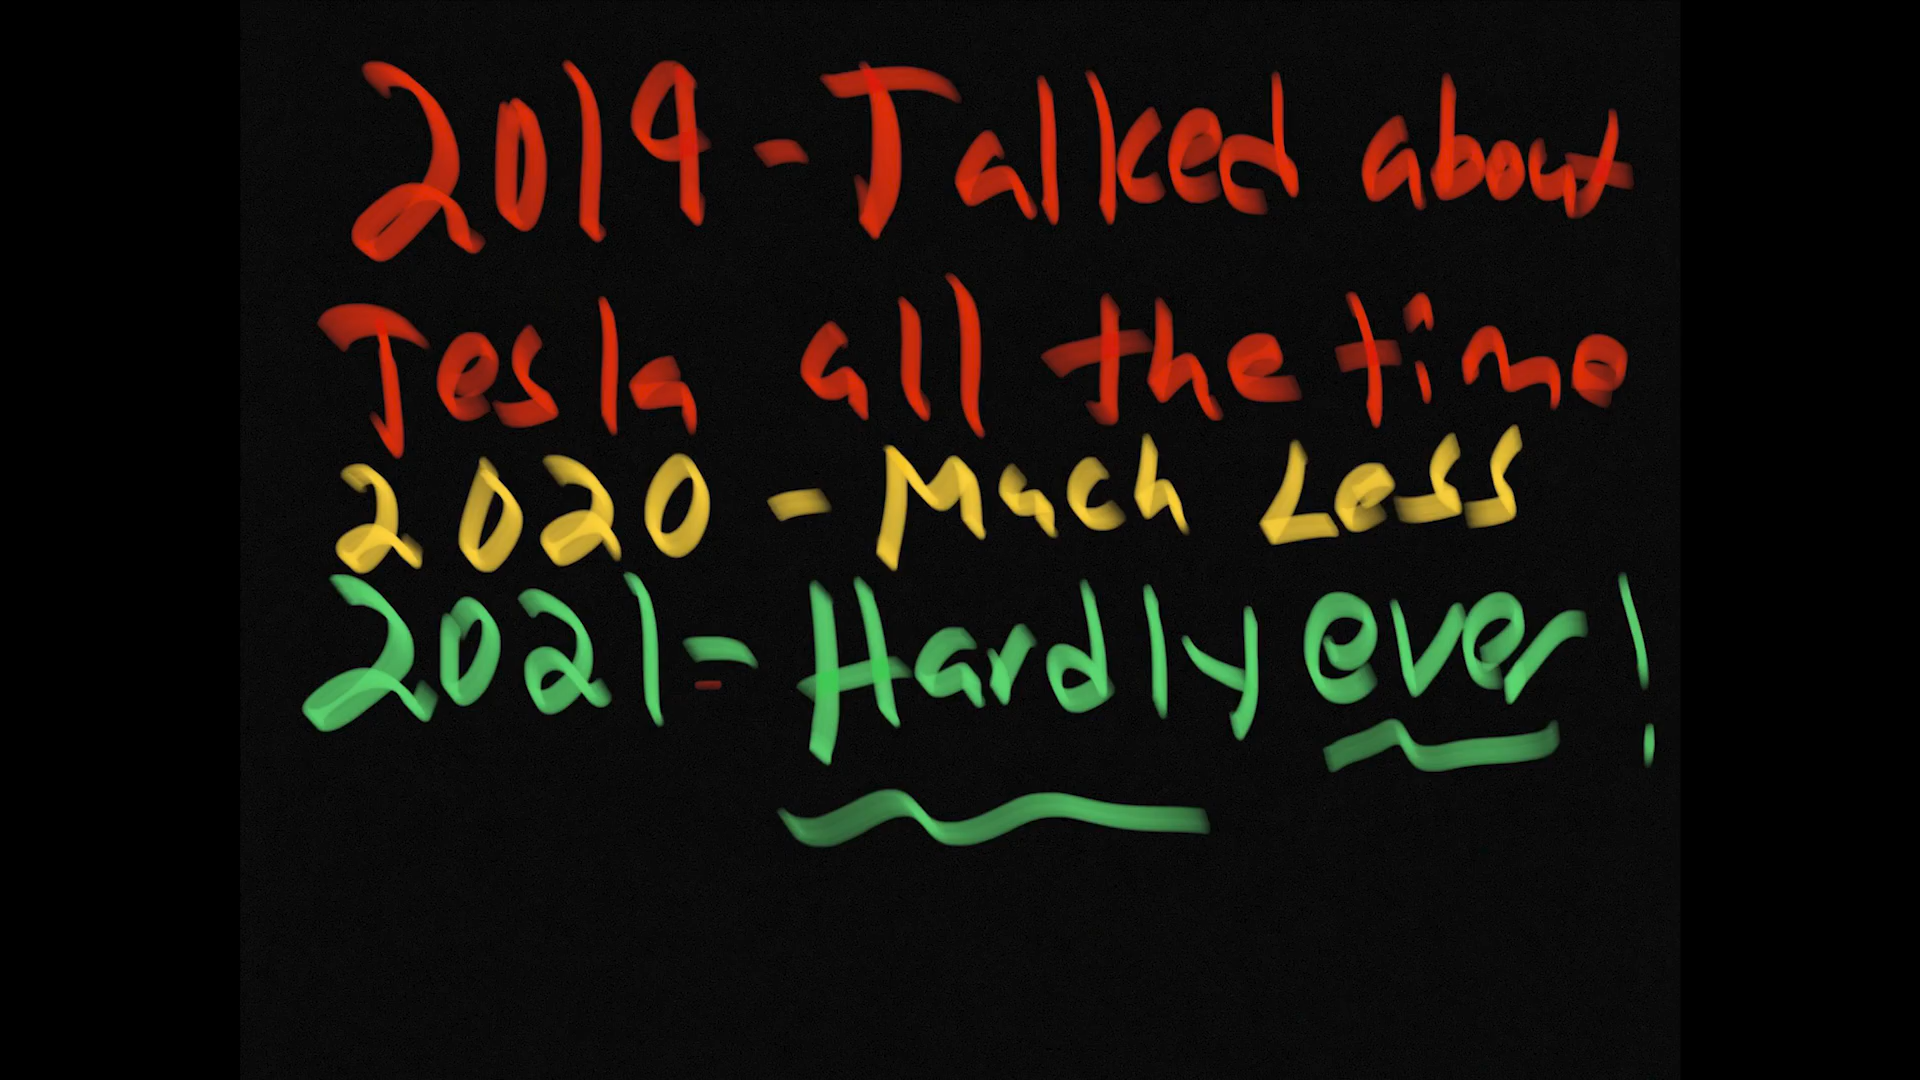 2019 - Talked about
Tesla all the time
2020 - Much Less
2021 - Hardly ever!